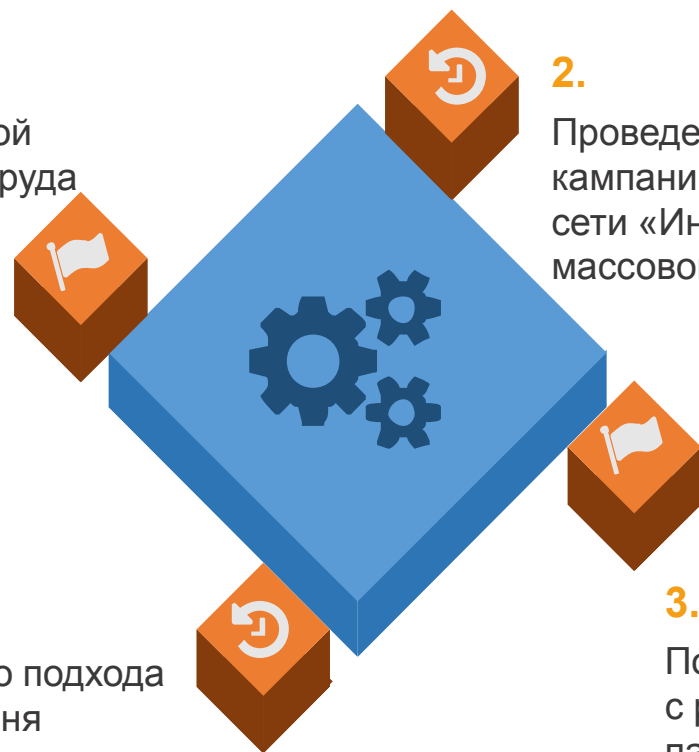 ой
руда
2.
Проведе
кампани
сети «Ин
массово
3.
По
с р
о подхода
ня